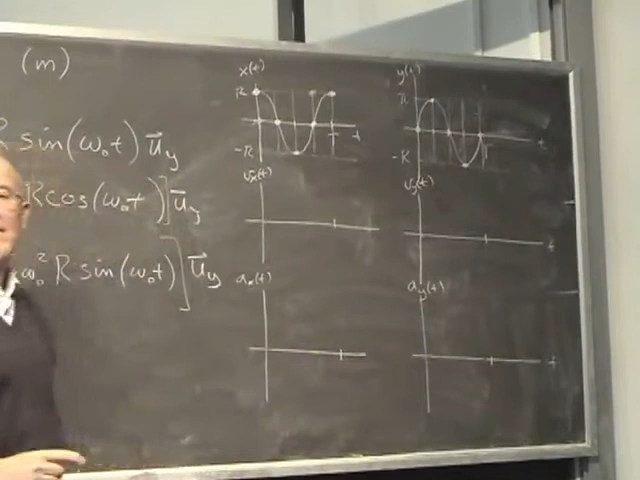 (m)
R sin(ω₀t) u⃗y
Rcos(ω₀t)] u⃗y
ω₀² R sin(ω₀t)] u⃗y
x(t)
R
-R
T
t
y(t)
R
-R
T
t
vx(t)
vy(t)
t
ax(t)
ay(t)
t